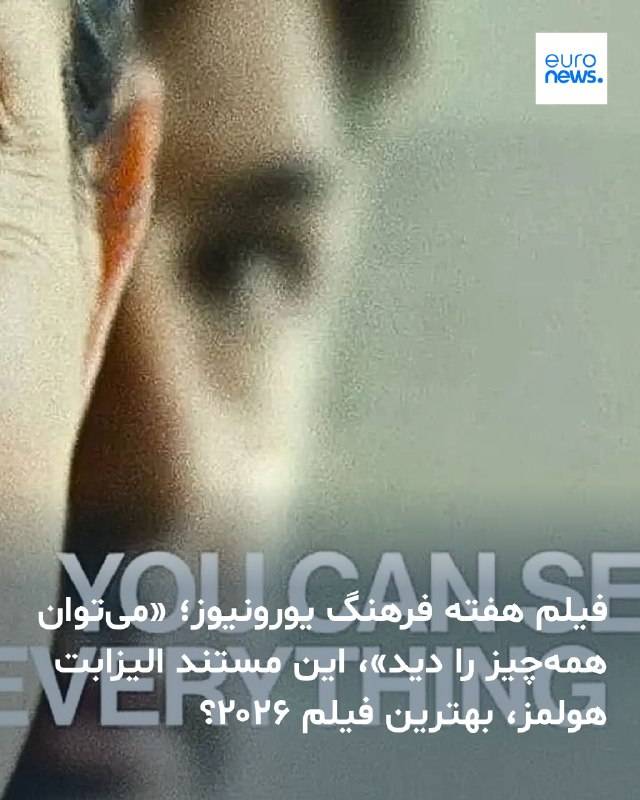 euro
news.
YOU CAN SE
EVERYTHING
فیلم هفته فرهنگ یورونیوز؛ «می‌توان
همه‌چیز را دید»، این مستند الیزابت
هولمز، بهترین فیلم ۲۰۲۶؟